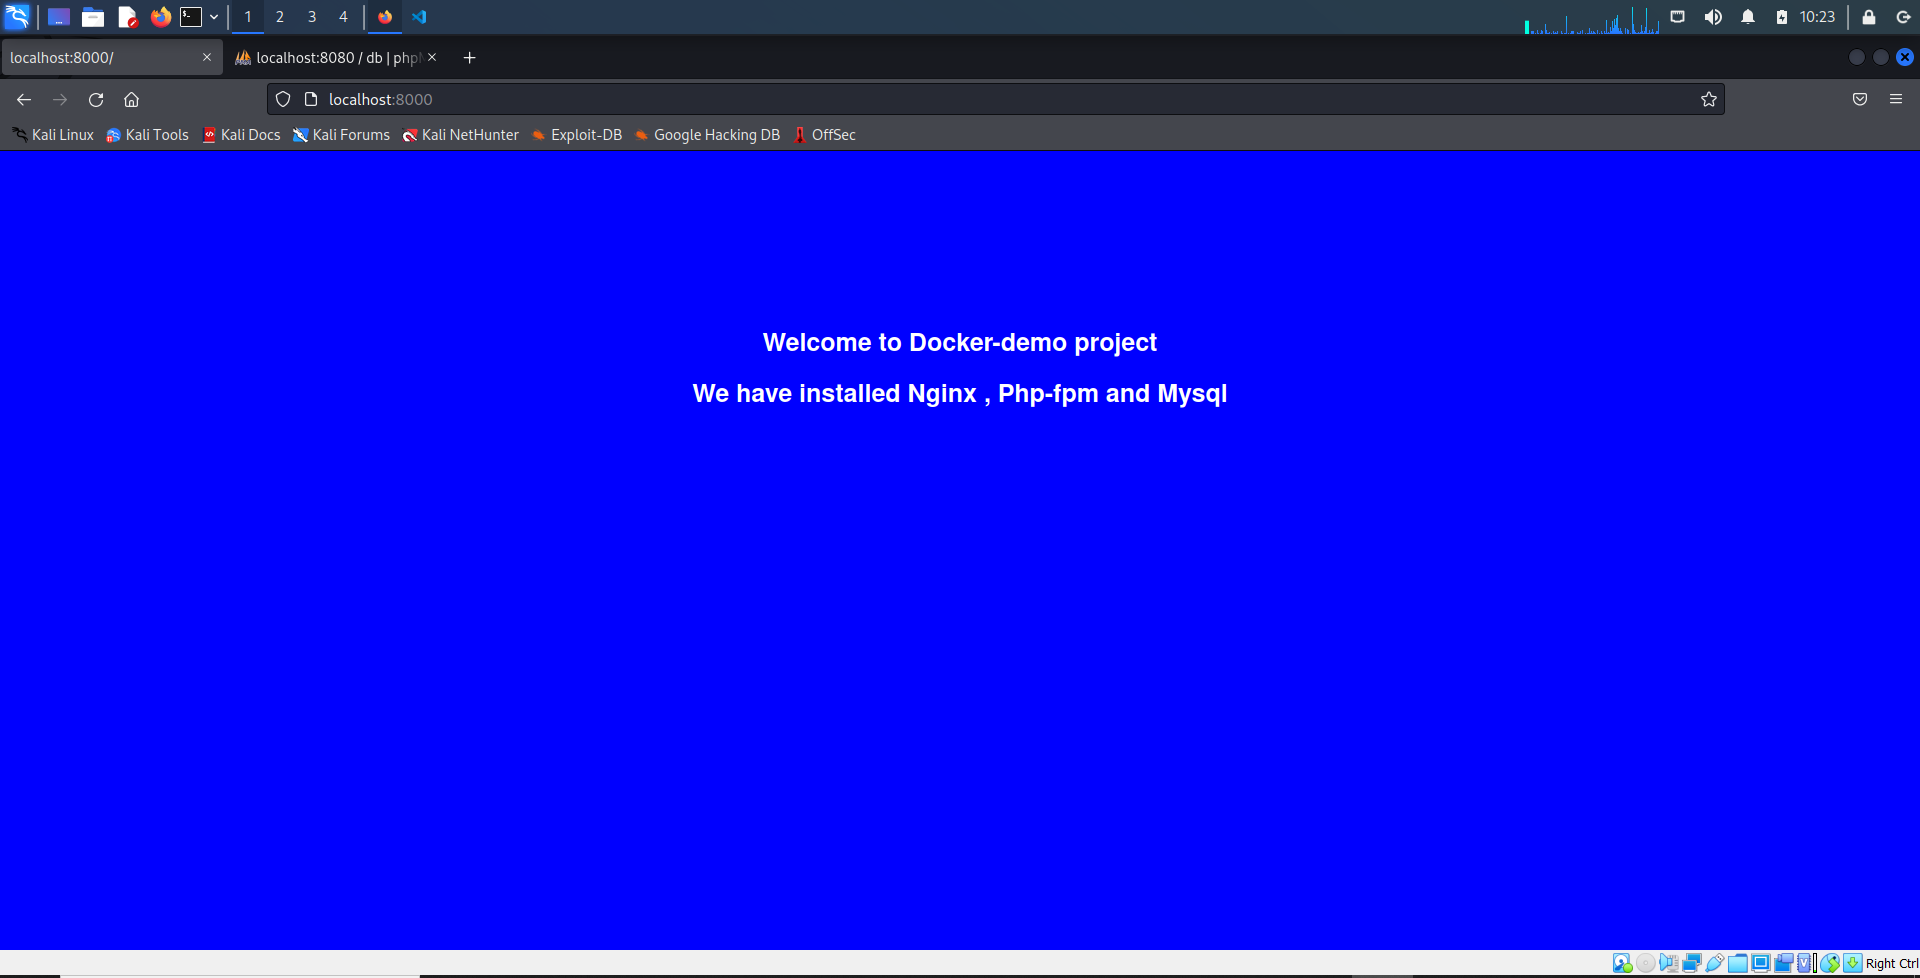 1 2 3 4 10:23
localhost:8000/ localhost:8080 / db | php
localhost:8000
Kali Linux Kali Tools Kali Docs Kali Forums Kali NetHunter Exploit-DB Google Hacking DB OffSec
Welcome to Docker-demo project
We have installed Nginx , Php-fpm and Mysql
Right Ctrl